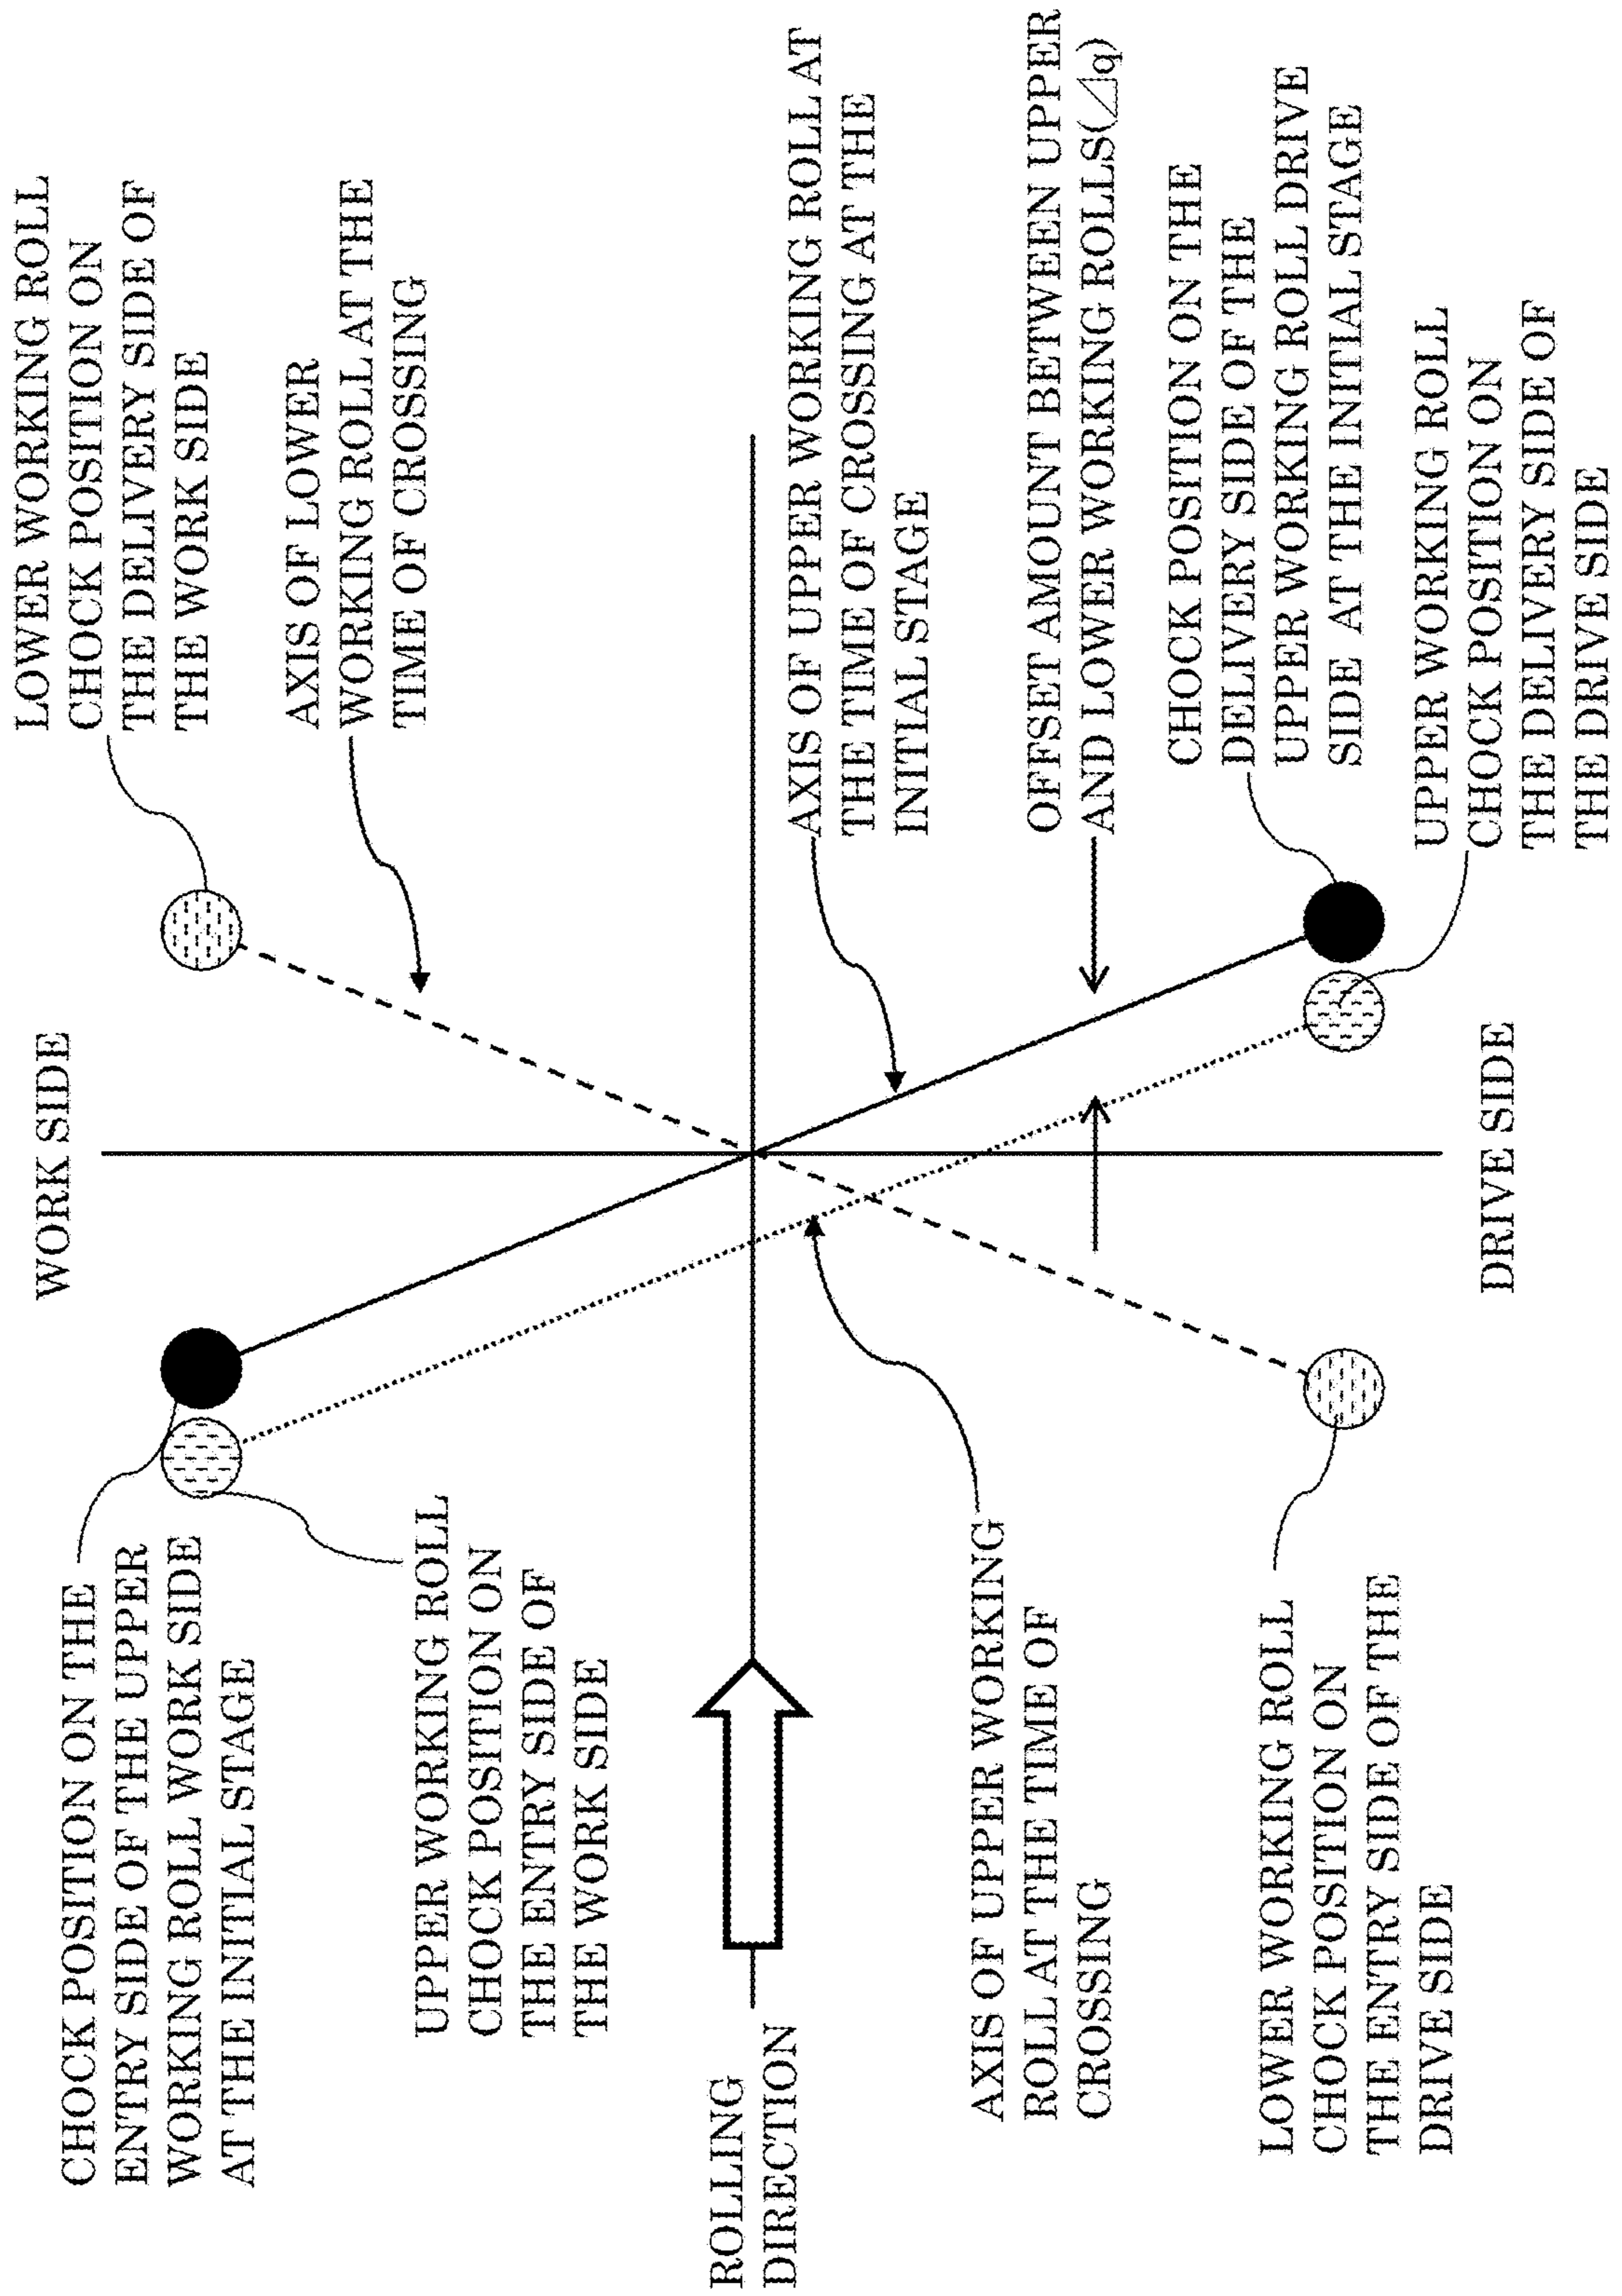 WORK SIDE
CHOCK POSITION ON THE
ENTRY SIDE OF THE UPPER
WORKING ROLL WORK SIDE
AT THE INITIAL STAGE
LOWER WORKING ROLL
CHOCK POSITION ON
THE DELIVERY SIDE OF
THE WORK SIDE
UPPER WORKING ROLL
CHOCK POSITION ON
THE ENTRY SIDE OF
THE WORK SIDE
AXIS OF LOWER
WORKING ROLL AT THE
TIME OF CROSSING
ROLLING
DIRECTION
AXIS OF UPPER WORKING ROLL AT
THE TIME OF CROSSING AT THE
INITIAL STAGE
AXIS OF UPPER WORKING
ROLL AT THE TIME OF
CROSSING
OFFSET AMOUNT BETWEEN UPPER
AND LOWER WORKING ROLLS(⊿q)
CHOCK POSITION ON THE
DELIVERY SIDE OF THE
UPPER WORKING ROLL DRIVE
SIDE AT THE INITIAL STAGE
LOWER WORKING ROLL
CHOCK POSITION ON
THE ENTRY SIDE OF THE
DRIVE SIDE
UPPER WORKING ROLL
CHOCK POSITION ON
THE DELIVERY SIDE OF
THE DRIVE SIDE
DRIVE SIDE